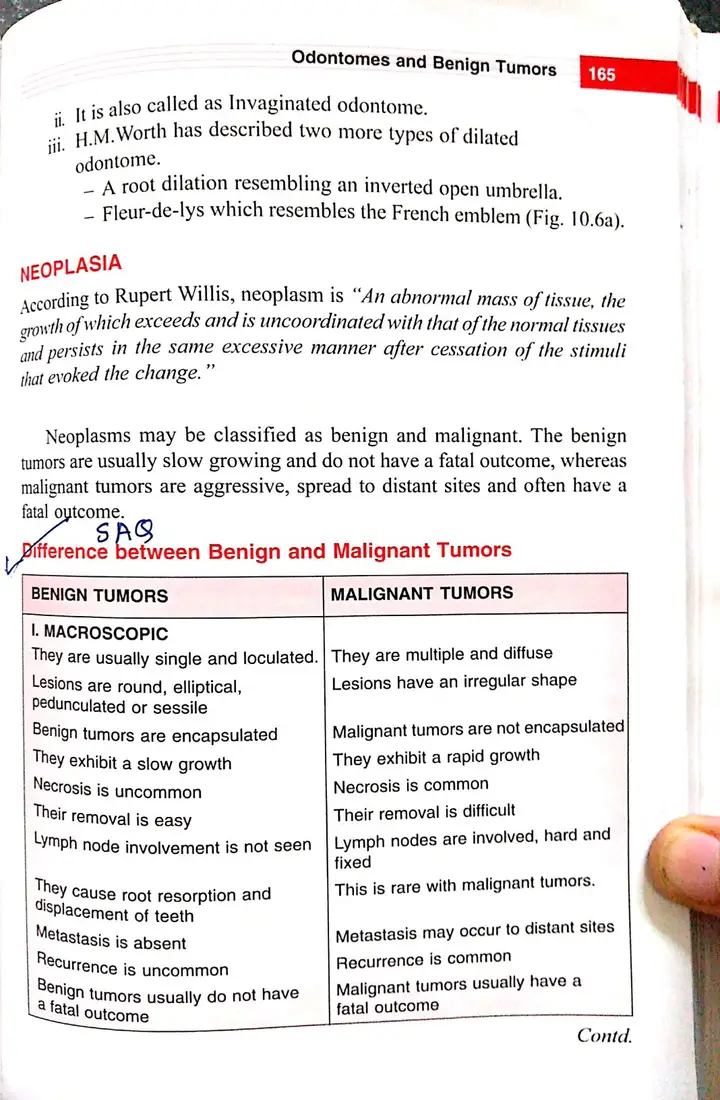 Odontomes and Benign Tumors 165
ii. It is also called as Invaginated odontome.
iii. H.M.Worth has described two more types of dilated
odontome.
– A root dilation resembling an inverted open umbrella.
– Fleur-de-lys which resembles the French emblem (Fig. 10.6a).
NEOPLASIA
According to Rupert Willis, neoplasm is "An abnormal mass of tissue, the
growth of which exceeds and is uncoordinated with that of the normal tissues
and persists in the same excessive manner after cessation of the stimuli
that evoked the change."
Neoplasms may be classified as benign and malignant. The benign
tumors are usually slow growing and do not have a fatal outcome, whereas
malignant tumors are aggressive, spread to distant sites and often have a
fatal outcome.
SAQ
Difference between Benign and Malignant Tumors
BENIGN TUMORS MALIGNANT TUMORS
I. MACROSCOPIC
They are usually single and loculated. They are multiple and diffuse
Lesions are round, elliptical, Lesions have an irregular shape
pedunculated or sessile
Benign tumors are encapsulated Malignant tumors are not encapsulated
They exhibit a slow growth They exhibit a rapid growth
Necrosis is uncommon Necrosis is common
Their removal is easy Their removal is difficult
Lymph node involvement is not seen Lymph nodes are involved, hard and
fixed
They cause root resorption and This is rare with malignant tumors.
displacement of teeth
Metastasis is absent Metastasis may occur to distant sites
Recurrence is uncommon Recurrence is common
Benign tumors usually do not have Malignant tumors usually have a
a fatal outcome fatal outcome
Contd.